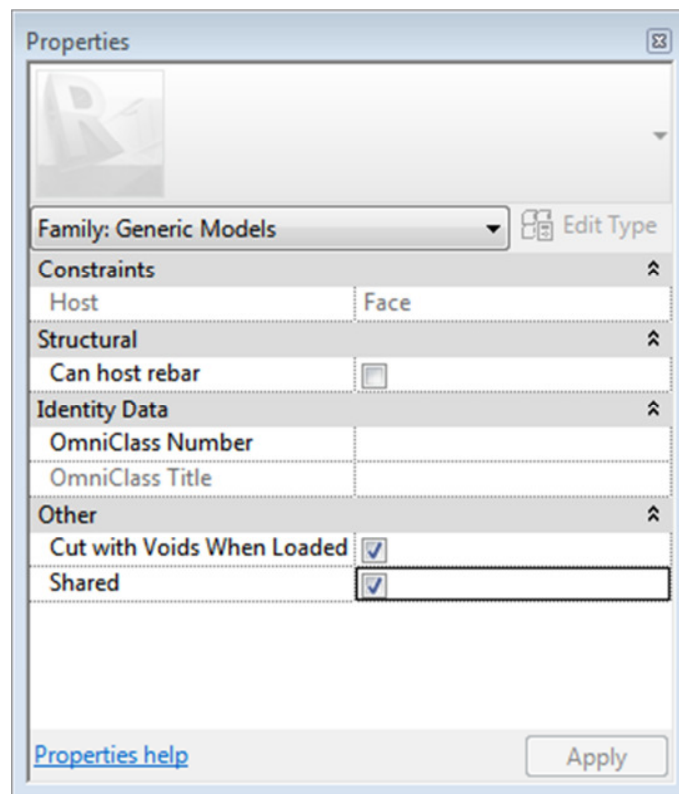 Properties
Family: Generic Models
Edit Type
Constraints
Host Face
Structural
Can host rebar
Identity Data
OmniClass Number
OmniClass Title
Other
Cut with Voids When Loaded
Shared
Properties help
Apply